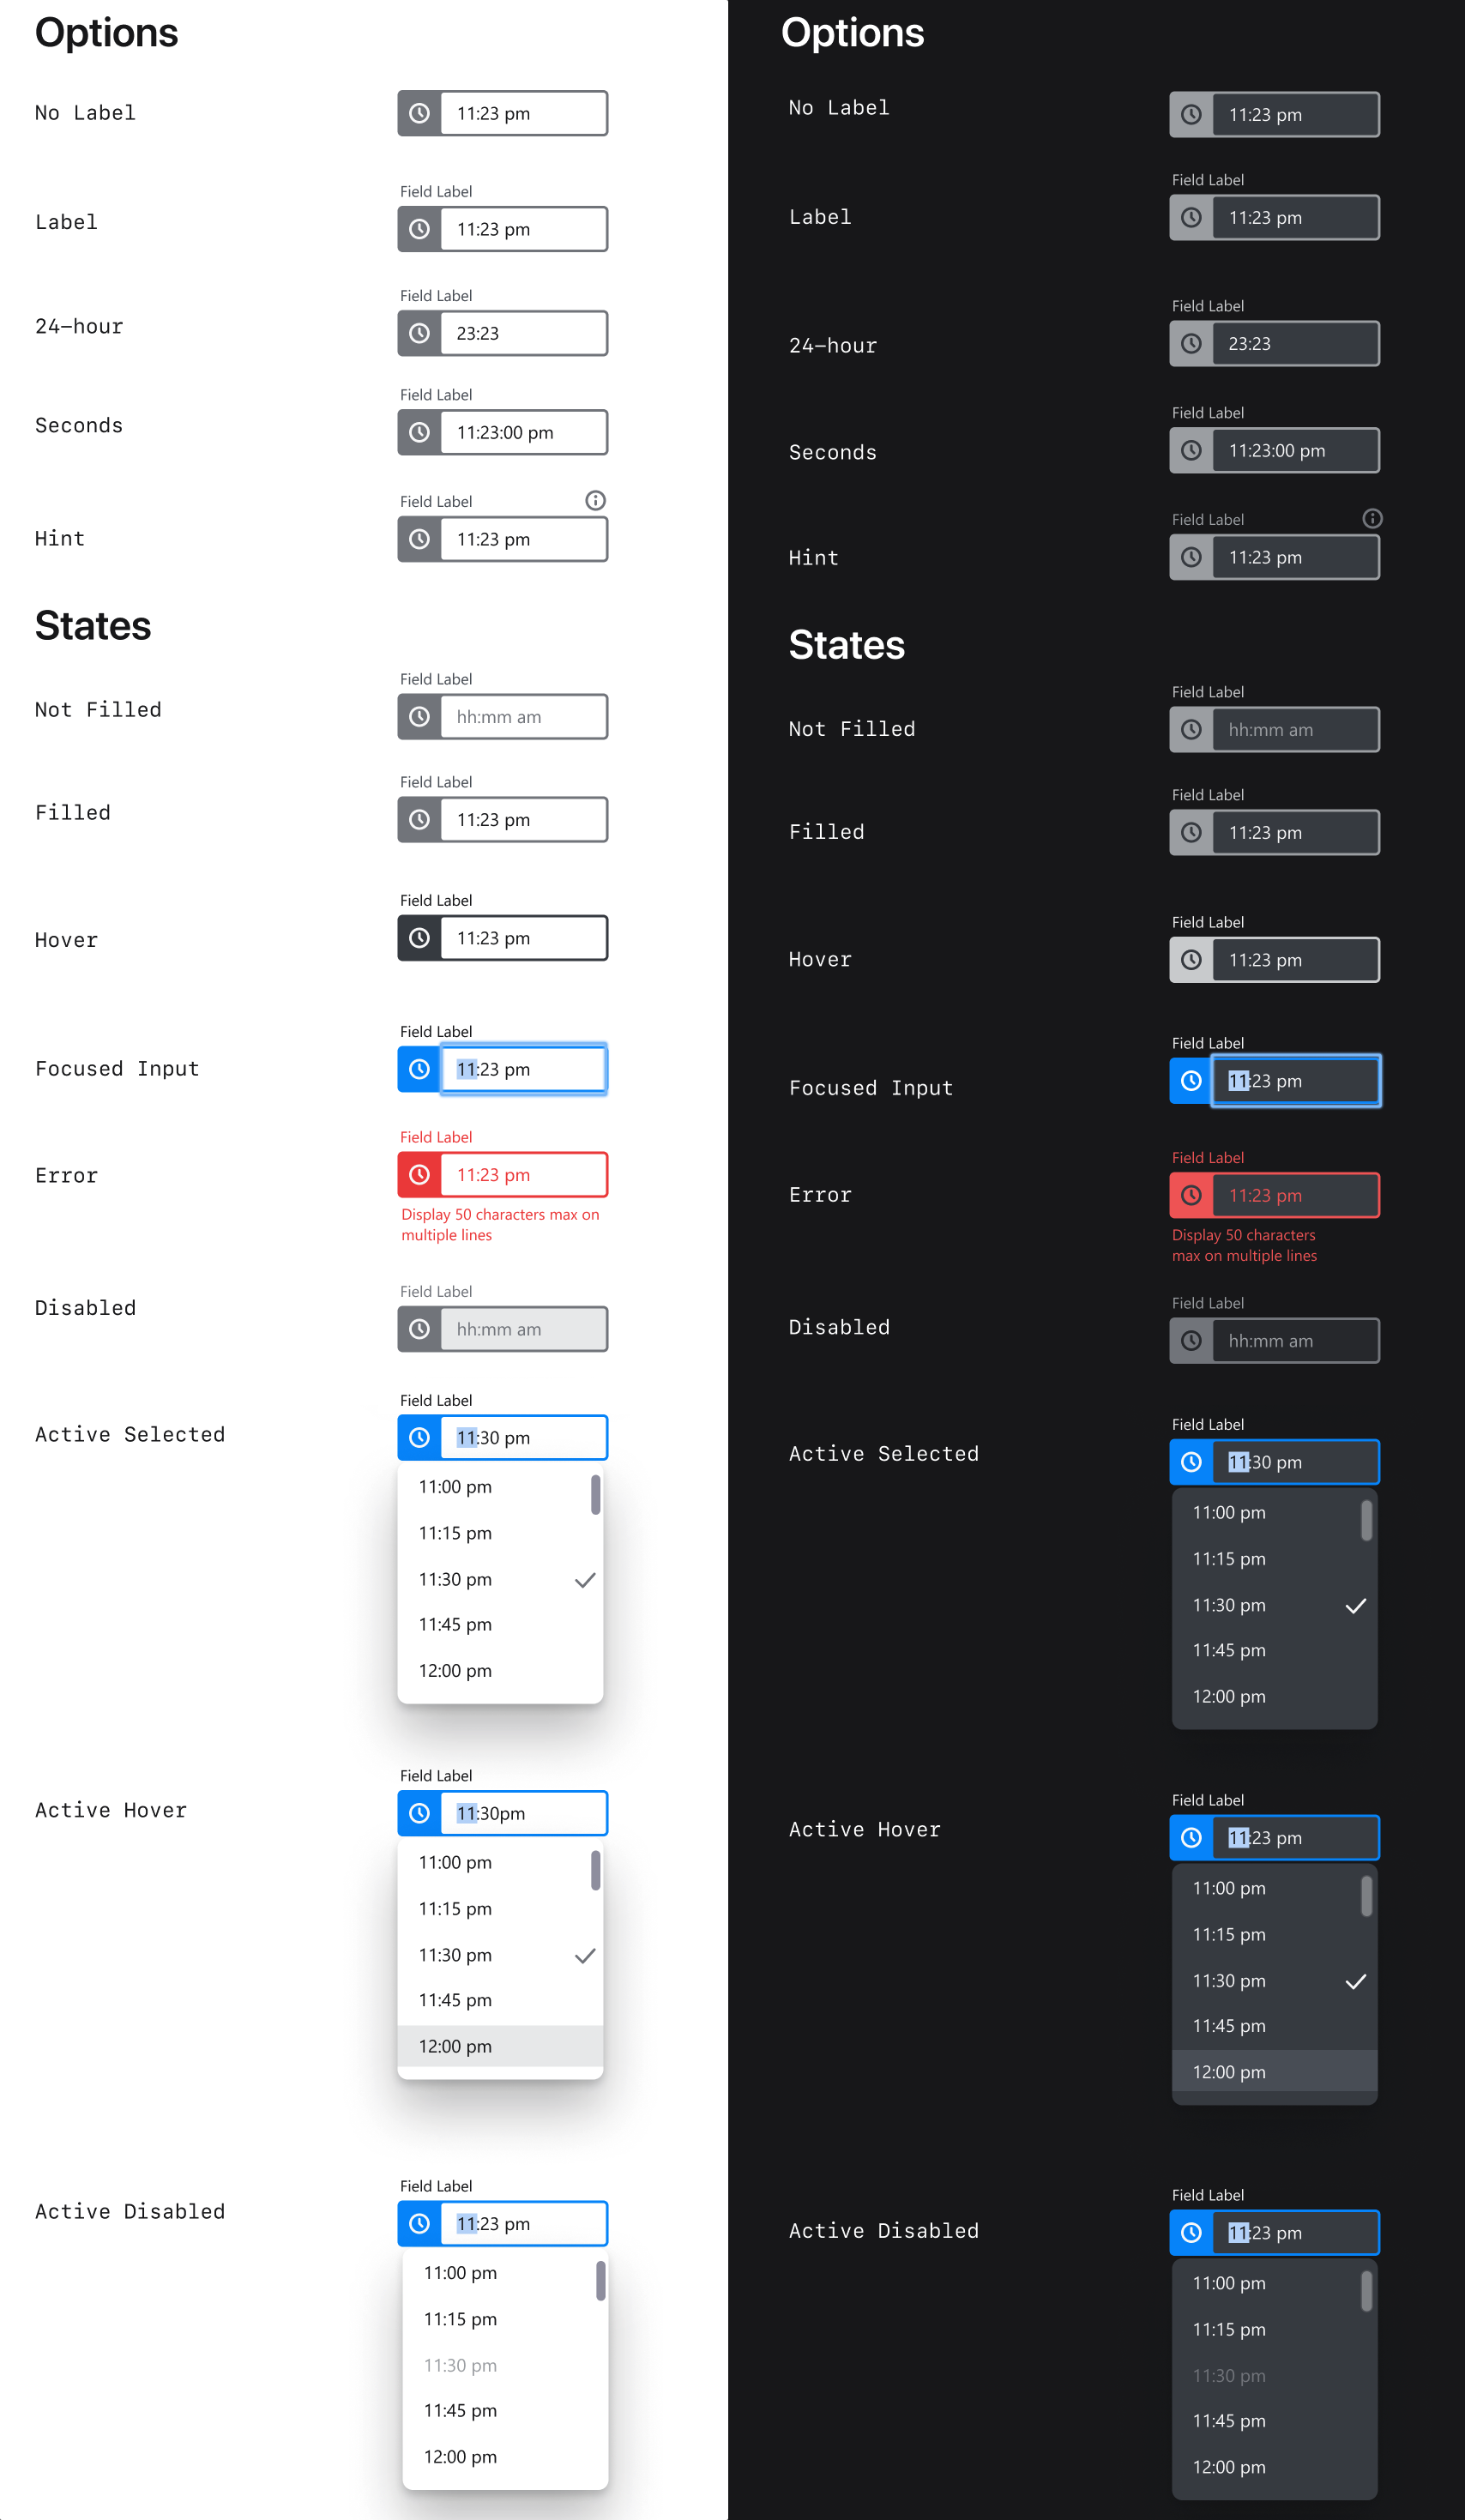 Options
No Label
11:23 pm
Field Label
Label
11:23 pm
Field Label
24-hour
23:23
Field Label
Seconds
11:23:00 pm
Field Label
Hint
11:23 pm
States
Field Label
Not Filled
hh:mm am
Field Label
Filled
11:23 pm
Field Label
Hover
11:23 pm
Field Label
Focused Input
11:23 pm
Field Label
Error
11:23 pm
Display 50 characters max on
multiple lines
Field Label
Disabled
hh:mm am
Field Label
Active Selected
11:30 pm
11:00 pm
11:15 pm
11:30 pm
11:45 pm
12:00 pm
Field Label
Active Hover
11:30pm
11:00 pm
11:15 pm
11:30 pm
11:45 pm
12:00 pm
Field Label
Active Disabled
11:23 pm
11:00 pm
11:15 pm
11:30 pm
11:45 pm
12:00 pm
Options
No Label
11:23 pm
Field Label
Label
11:23 pm
Field Label
24-hour
23:23
Field Label
Seconds
11:23:00 pm
Field Label
Hint
11:23 pm
States
Field Label
Not Filled
hh:mm am
Field Label
Filled
11:23 pm
Field Label
Hover
11:23 pm
Field Label
Focused Input
11:23 pm
Field Label
Error
11:23 pm
Display 50 characters
max on multiple lines
Field Label
Disabled
hh:mm am
Field Label
Active Selected
11:30 pm
11:00 pm
11:15 pm
11:30 pm
11:45 pm
12:00 pm
Field Label
Active Hover
11:23 pm
11:00 pm
11:15 pm
11:30 pm
11:45 pm
12:00 pm
Field Label
Active Disabled
11:23 pm
11:00 pm
11:15 pm
11:30 pm
11:45 pm
12:00 pm